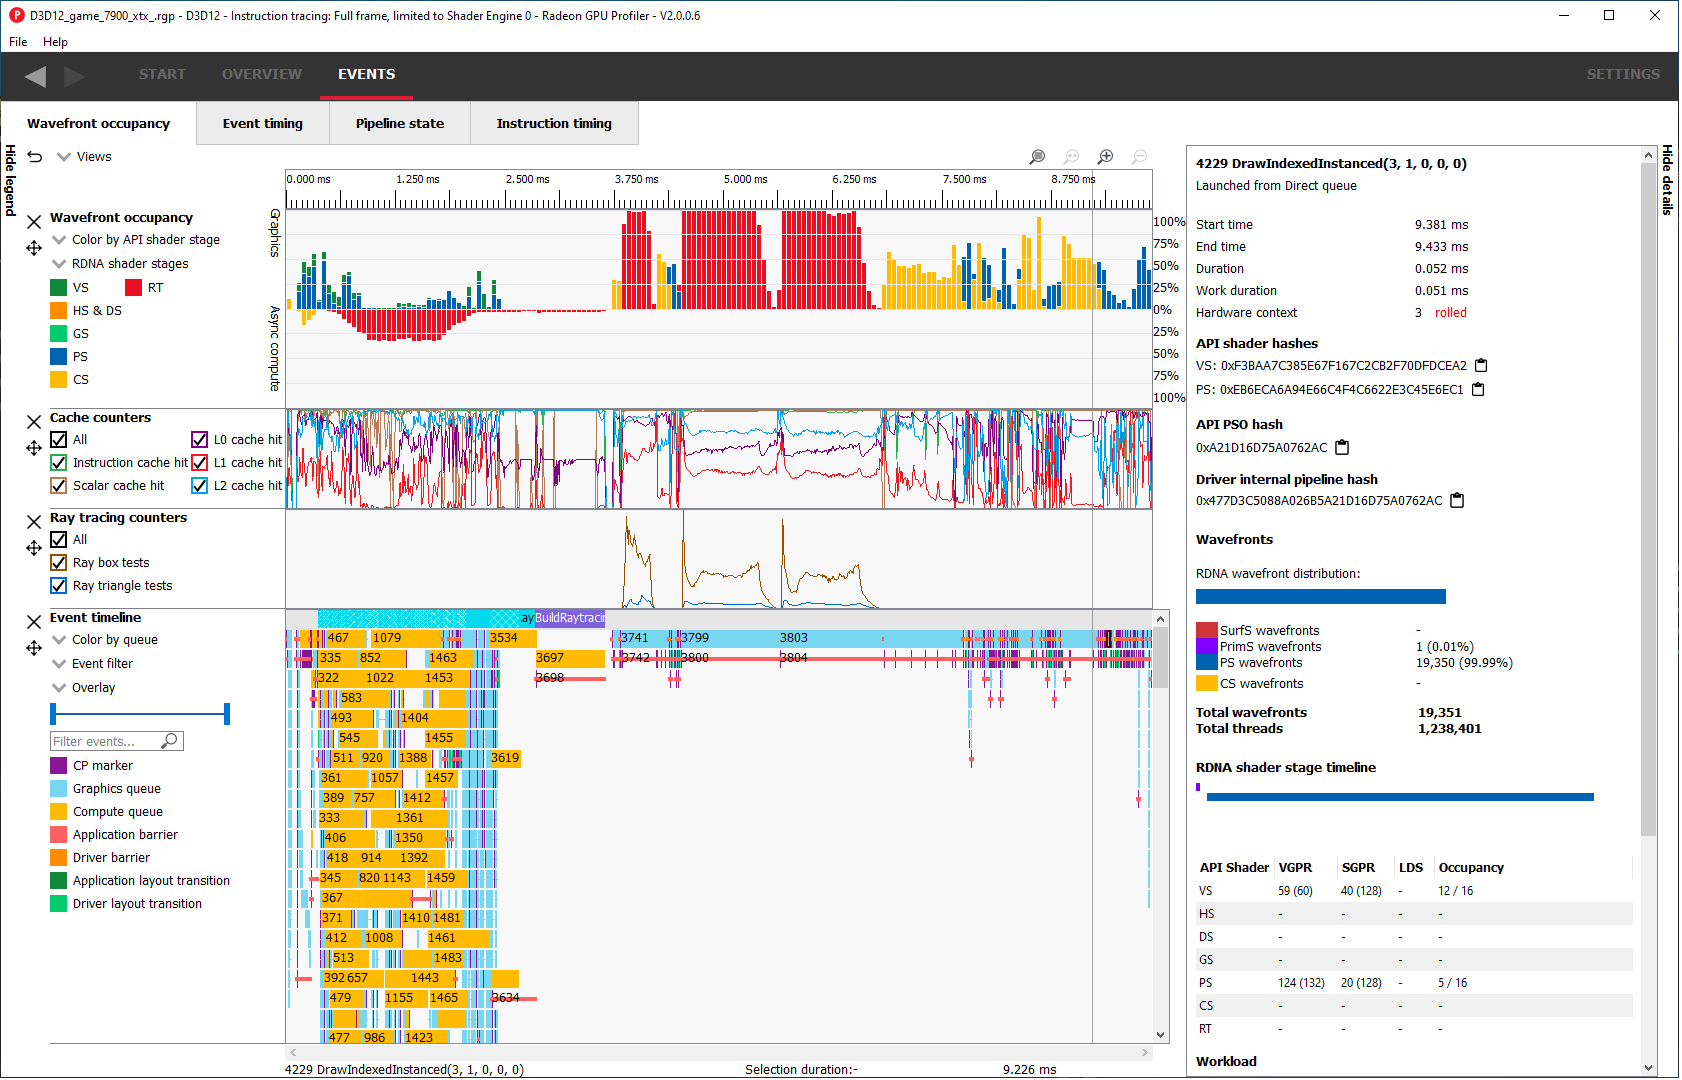 D3D12_game_7900_xtx_.rgp - D3D12 - Instruction tracing: Full frame, limited to Shader Engine 0 - Radeon GPU Profiler - V2.0.0.6
File Help
START OVERVIEW EVENTS SETTINGS
Wavefront occupancy Event timing Pipeline state Instruction timing
Hide legend
Views
0.000 ms 1.250 ms 2.500 ms 3.750 ms 5.000 ms 6.250 ms 7.500 ms 8.750 ms
Wavefront occupancy
Color by API shader stage
RDNA shader stages
VS RT
HS & DS
GS
PS
CS
Graphics
Async compute
100%
75%
50%
25%
0%
25%
50%
75%
100%
Cache counters
All L0 cache hit
Instruction cache hit L1 cache hit
Scalar cache hit L2 cache hit
Ray tracing counters
All
Ray box tests
Ray triangle tests
Event timeline
Color by queue
Event filter
Overlay
Filter events...
CP marker
Graphics queue
Compute queue
Application barrier
Driver barrier
Application layout transition
Driver layout transition
ay BuildRaytracin
467 1079 3534 3741 3799 3803
335 852 1463 3697 3742 3800 3804
322 1022 1453 3698
583
493 1404
545 1455
511 920 1388 3619
361 1057 1457
389 757 1412
333 1361
406 1350
418 914 1392
345 820 1143 1459
367
371 1410 1481
412 1008 1461
513 1483
392 657 1443
479 1155 1465 3634
477 986 1423
4229 DrawIndexedInstanced(3, 1, 0, 0, 0) Selection duration:- 9.226 ms
Hide details
4229 DrawIndexedInstanced(3, 1, 0, 0, 0)
Launched from Direct queue
Start time 9.381 ms
End time 9.433 ms
Duration 0.052 ms
Work duration 0.051 ms
Hardware context 3 rolled
API shader hashes
VS: 0xF3BAA7C385E67F167C2CB2F70DFDCEA2
PS: 0xEB6ECA6A94E66C4F4C6622E3C45E6EC1
API PSO hash
0xA21D16D75A0762AC
Driver internal pipeline hash
0x477D3C5088A026B5A21D16D75A0762AC
Wavefronts
RDNA wavefront distribution:
SurfS wavefronts -
PrimS wavefronts 1 (0.01%)
PS wavefronts 19,350 (99.99%)
CS wavefronts -
Total wavefronts 19,351
Total threads 1,238,401
RDNA shader stage timeline
API Shader VGPR SGPR LDS Occupancy
VS 59 (60) 40 (128) - 12 / 16
HS - - - -
DS - - - -
GS - - - -
PS 124 (132) 20 (128) - 5 / 16
CS - - - -
RT - - - -
Workload